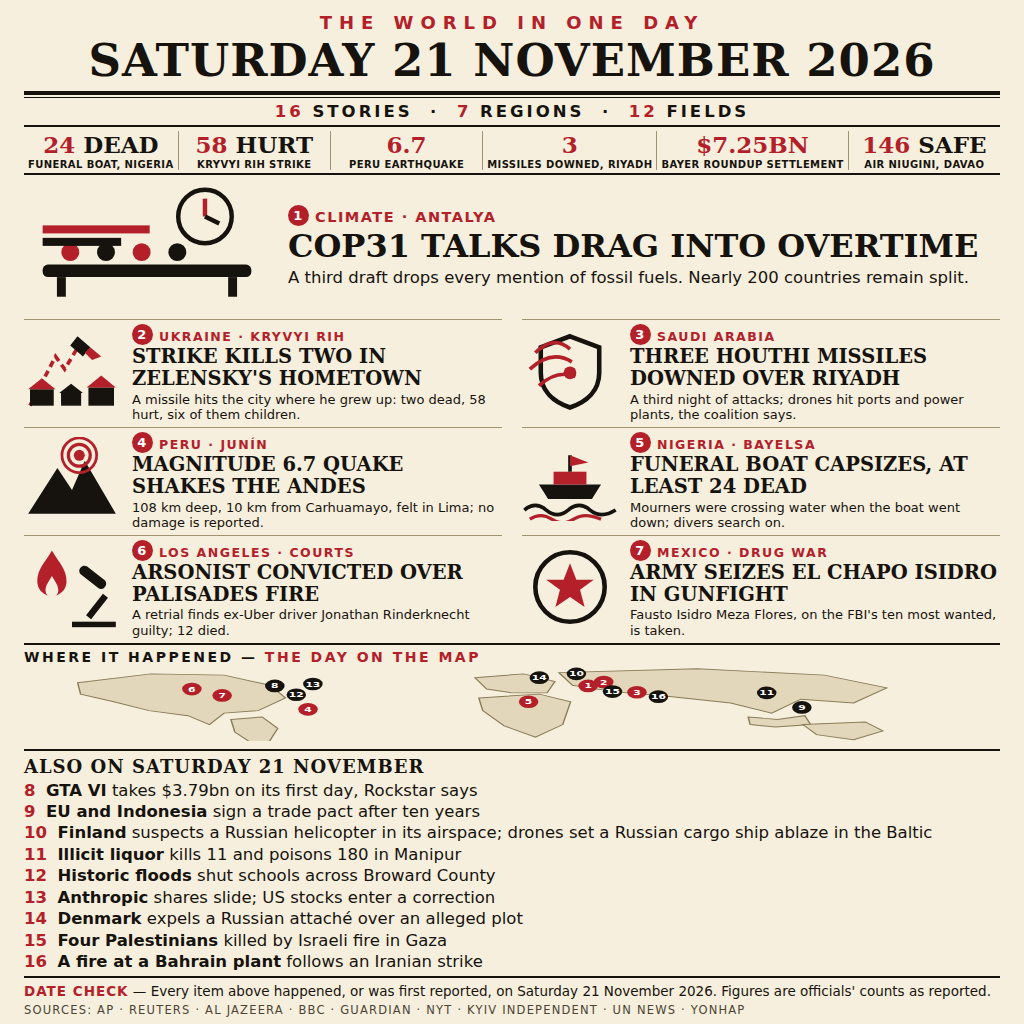 THE WORLD IN ONE DAY
SATURDAY 21 NOVEMBER 2026
16 STORIES · 7 REGIONS · 12 FIELDS
24 DEAD
FUNERAL BOAT, NIGERIA
58 HURT
KRYVYI RIH STRIKE
6.7
PERU EARTHQUAKE
3
MISSILES DOWNED, RIYADH
$7.25BN
BAYER ROUNDUP SETTLEMENT
146 SAFE
AIR NIUGINI, DAVAO
1 CLIMATE · ANTALYA
COP31 TALKS DRAG INTO OVERTIME
A third draft drops every mention of fossil fuels. Nearly 200 countries remain split.
2 UKRAINE · KRYVYI RIH
STRIKE KILLS TWO IN
ZELENSKY'S HOMETOWN
A missile hits the city where he grew up: two dead, 58
hurt, six of them children.
3 SAUDI ARABIA
THREE HOUTHI MISSILES
DOWNED OVER RIYADH
A third night of attacks; drones hit ports and power
plants, the coalition says.
4 PERU · JUNÍN
MAGNITUDE 6.7 QUAKE
SHAKES THE ANDES
108 km deep, 10 km from Carhuamayo, felt in Lima; no
damage is reported.
5 NIGERIA · BAYELSA
FUNERAL BOAT CAPSIZES, AT
LEAST 24 DEAD
Mourners were crossing water when the boat went
down; divers search on.
6 LOS ANGELES · COURTS
ARSONIST CONVICTED OVER
PALISADES FIRE
A retrial finds ex-Uber driver Jonathan Rinderknecht
guilty; 12 died.
7 MEXICO · DRUG WAR
ARMY SEIZES EL CHAPO ISIDRO
IN GUNFIGHT
Fausto Isidro Meza Flores, on the FBI's ten most wanted,
is taken.
WHERE IT HAPPENED — THE DAY ON THE MAP
6 7 8 12 13 4 14 10 1 2 15 3 16 5 11 9
ALSO ON SATURDAY 21 NOVEMBER
8 GTA VI takes $3.79bn on its first day, Rockstar says
9 EU and Indonesia sign a trade pact after ten years
10 Finland suspects a Russian helicopter in its airspace; drones set a Russian cargo ship ablaze in the Baltic
11 Illicit liquor kills 11 and poisons 180 in Manipur
12 Historic floods shut schools across Broward County
13 Anthropic shares slide; US stocks enter a correction
14 Denmark expels a Russian attaché over an alleged plot
15 Four Palestinians killed by Israeli fire in Gaza
16 A fire at a Bahrain plant follows an Iranian strike
DATE CHECK — Every item above happened, or was first reported, on Saturday 21 November 2026. Figures are officials' counts as reported.
SOURCES: AP · REUTERS · AL JAZEERA · BBC · GUARDIAN · NYT · KYIV INDEPENDENT · UN NEWS · YONHAP